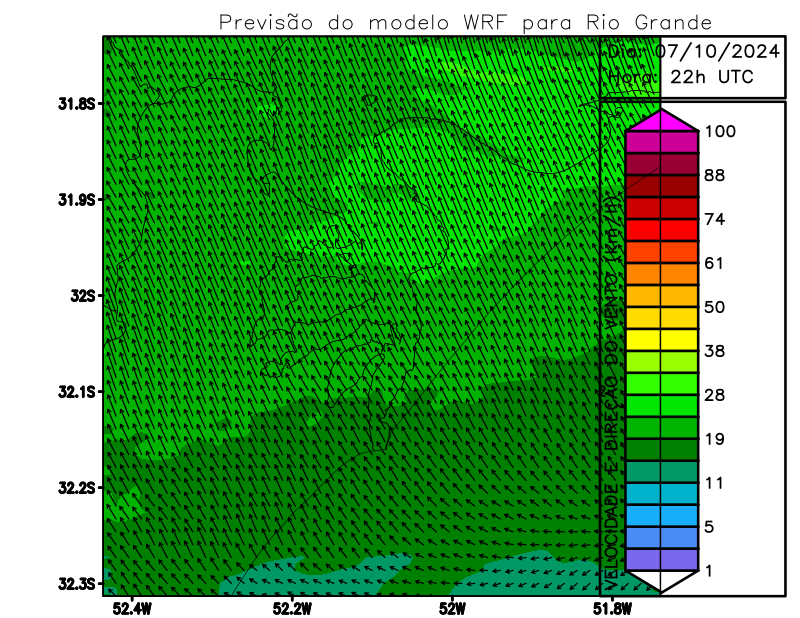 Previsão do modelo WRF para Rio Grande
Dia: 07/10/2024
Hora: 22h UTC
31.8S
31.9S
32S
32.1S
32.2S
32.3S
52.4W
52.2W
52W
51.8W
VELOCIDADE E DIREÇÃO DO VENTO (Km/h)
100
88
74
61
50
38
28
19
11
5
1